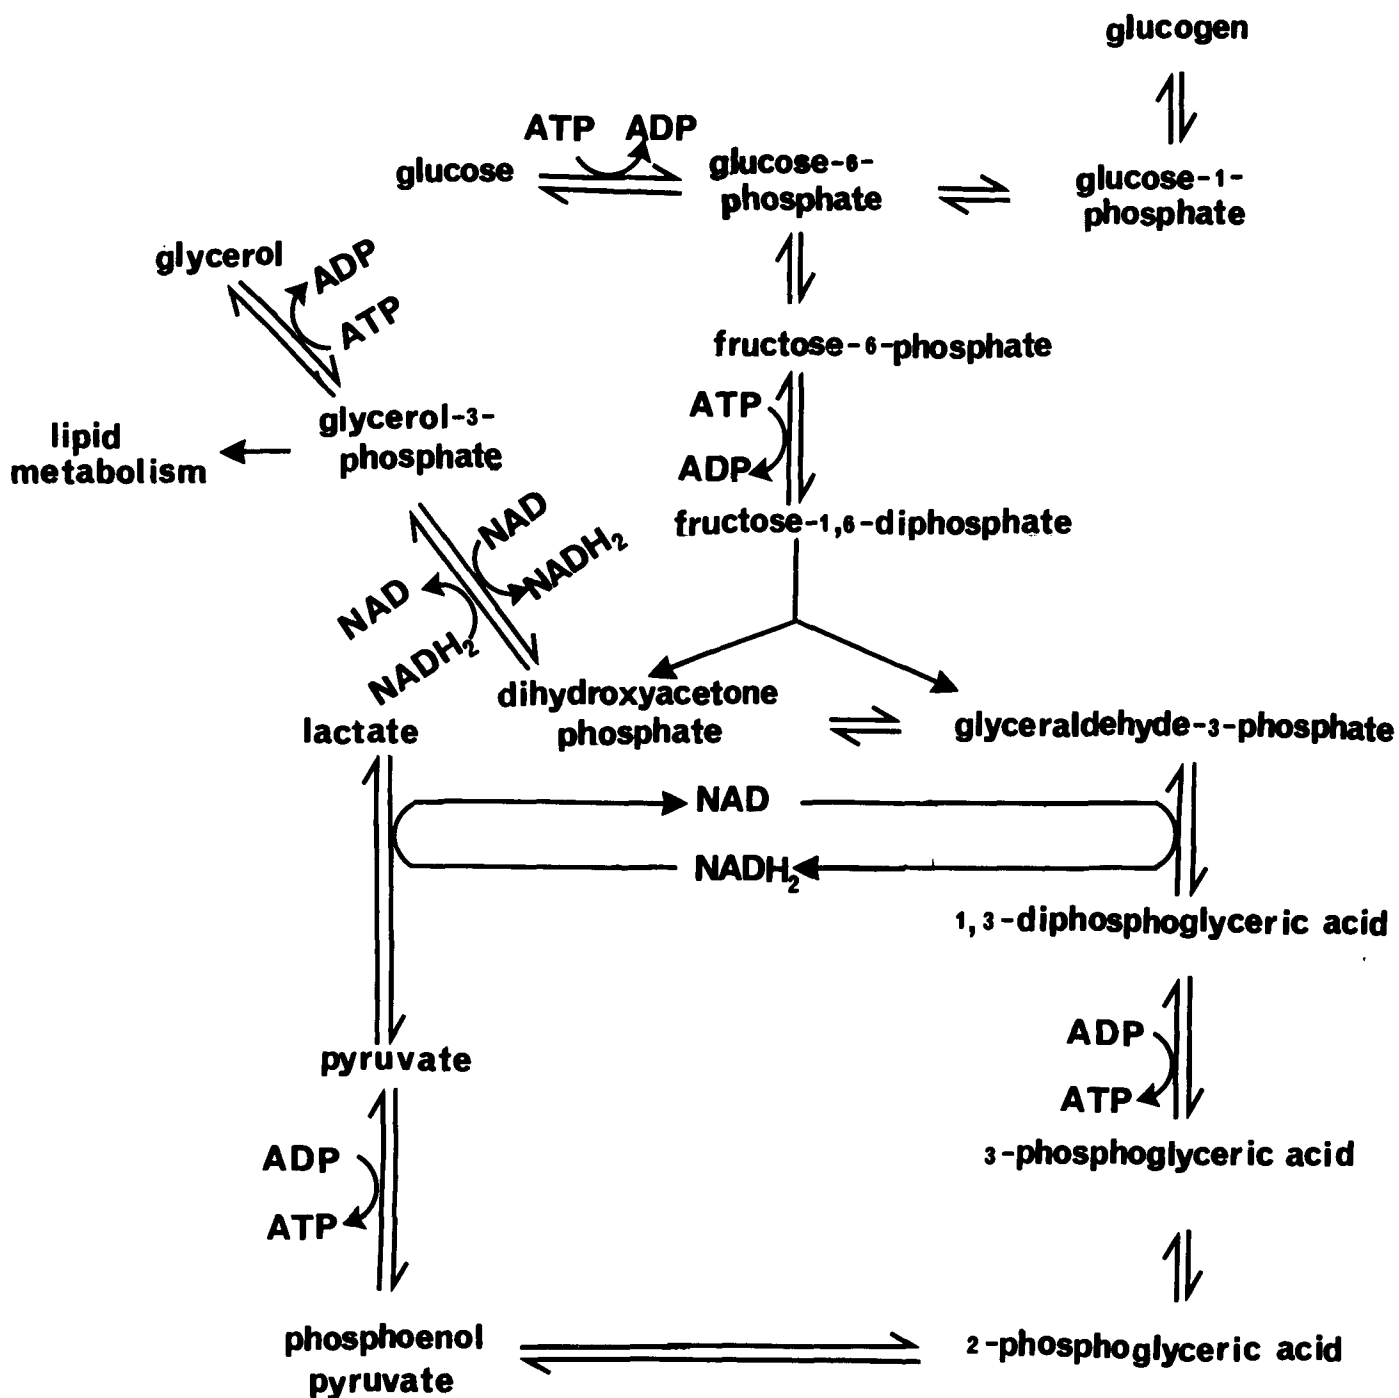 glucogen
ATP ADP
glucose
glucose-6-
phosphate
glucose-1-
phosphate
glycerol
ADP
ATP
fructose-6-phosphate
glycerol-3-
phosphate
lipid
metabolism
ATP
ADP
fructose-1,6-diphosphate
NAD
NADH2
NAD
NADH2
dihydroxyacetone
phosphate
glyceraldehyde-3-phosphate
lactate
NAD
NADH2
1,3-diphosphoglyceric acid
pyruvate
ADP
ATP
3-phosphoglyceric acid
ADP
ATP
phosphoenol
pyruvate
2-phosphoglyceric acid